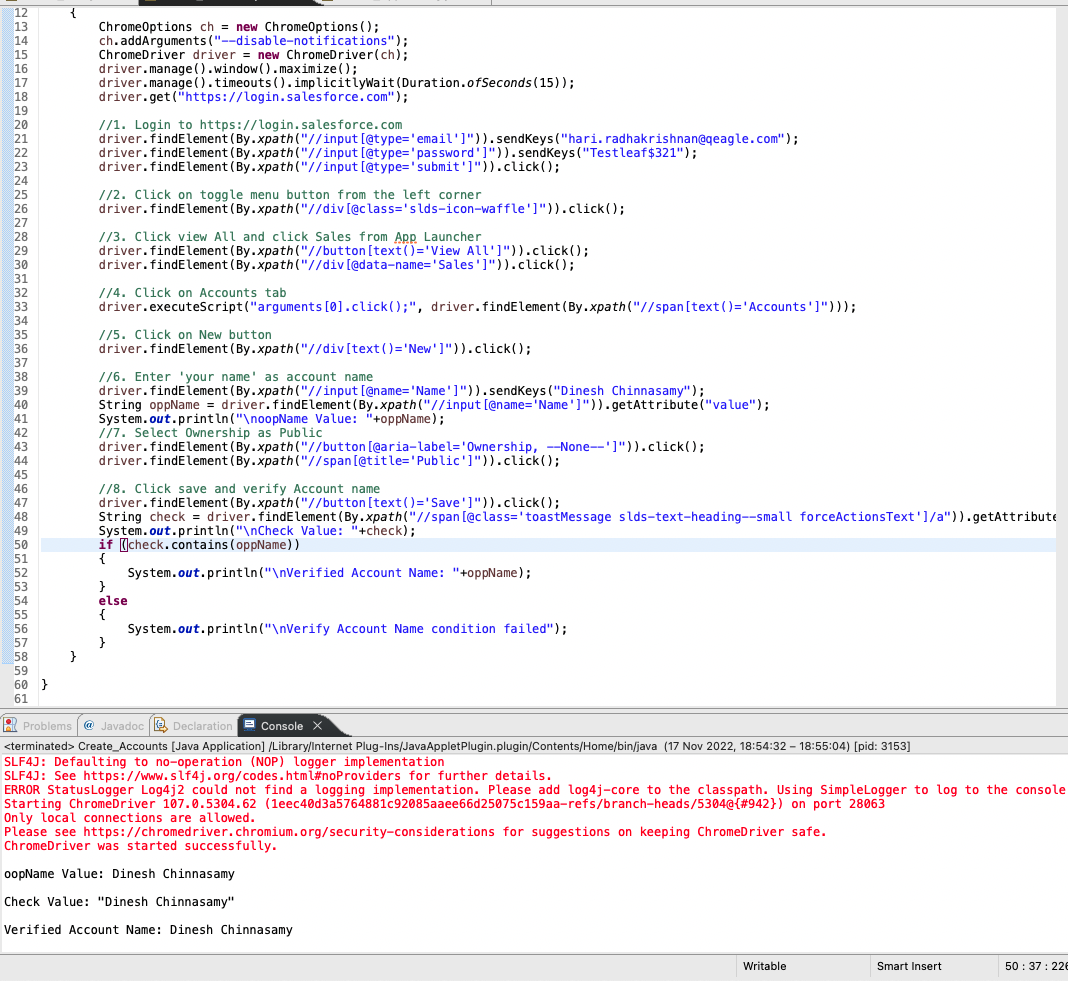 12    {
13        ChromeOptions ch = new ChromeOptions();
14        ch.addArguments("--disable-notifications");
15        ChromeDriver driver = new ChromeDriver(ch);
16        driver.manage().window().maximize();
17        driver.manage().timeouts().implicitlyWait(Duration.ofSeconds(15));
18        driver.get("https://login.salesforce.com");
19
20        //1. Login to https://login.salesforce.com
21        driver.findElement(By.xpath("//input[@type='email']")).sendKeys("hari.radhakrishnan@qeagle.com");
22        driver.findElement(By.xpath("//input[@type='password']")).sendKeys("Testleaf$321");
23        driver.findElement(By.xpath("//input[@type='submit']")).click();
24
25        //2. Click on toggle menu button from the left corner
26        driver.findElement(By.xpath("//div[@class='slds-icon-waffle']")).click();
27
28        //3. Click view All and click Sales from App Launcher
29        driver.findElement(By.xpath("//button[text()='View All']")).click();
30        driver.findElement(By.xpath("//div[@data-name='Sales']")).click();
31
32        //4. Click on Accounts tab
33        driver.executeScript("arguments[0].click();", driver.findElement(By.xpath("//span[text()='Accounts']")));
34
35        //5. Click on New button
36        driver.findElement(By.xpath("//div[text()='New']")).click();
37
38        //6. Enter 'your name' as account name
39        driver.findElement(By.xpath("//input[@name='Name']")).sendKeys("Dinesh Chinnasamy");
40        String oppName = driver.findElement(By.xpath("//input[@name='Name']")).getAttribute("value");
41        System.out.println("\noopName Value: "+oppName);
42        //7. Select Ownership as Public
43        driver.findElement(By.xpath("//button[@aria-label='Ownership, --None--']")).click();
44        driver.findElement(By.xpath("//span[@title='Public']")).click();
45
46        //8. Click save and verify Account name
47        driver.findElement(By.xpath("//button[text()='Save']")).click();
48        String check = driver.findElement(By.xpath("//span[@class='toastMessage slds-text-heading--small forceActionsText']/a")).getAttribute
49        System.out.println("\nCheck Value: "+check);
50        if (check.contains(oppName))
51        {
52            System.out.println("\nVerified Account Name: "+oppName);
53        }
54        else
55        {
56            System.out.println("\nVerify Account Name condition failed");
57        }
58    }
59
60 }
61
Problems @ Javadoc Declaration Console
<terminated> Create_Accounts [Java Application] /Library/Internet Plug-Ins/JavaAppletPlugin.plugin/Contents/Home/bin/java (17 Nov 2022, 18:54:32 – 18:55:04) [pid: 3153]
SLF4J: Defaulting to no-operation (NOP) logger implementation
SLF4J: See https://www.slf4j.org/codes.html#noProviders for further details.
ERROR StatusLogger Log4j2 could not find a logging implementation. Please add log4j-core to the classpath. Using SimpleLogger to log to the console
Starting ChromeDriver 107.0.5304.62 (1eec40d3a5764881c92085aaee66d25075c159aa-refs/branch-heads/5304@{#942}) on port 28063
Only local connections are allowed.
Please see https://chromedriver.chromium.org/security-considerations for suggestions on keeping ChromeDriver safe.
ChromeDriver was started successfully.
oopName Value: Dinesh Chinnasamy
Check Value: "Dinesh Chinnasamy"
Verified Account Name: Dinesh Chinnasamy
Writable Smart Insert 50 : 37 : 226